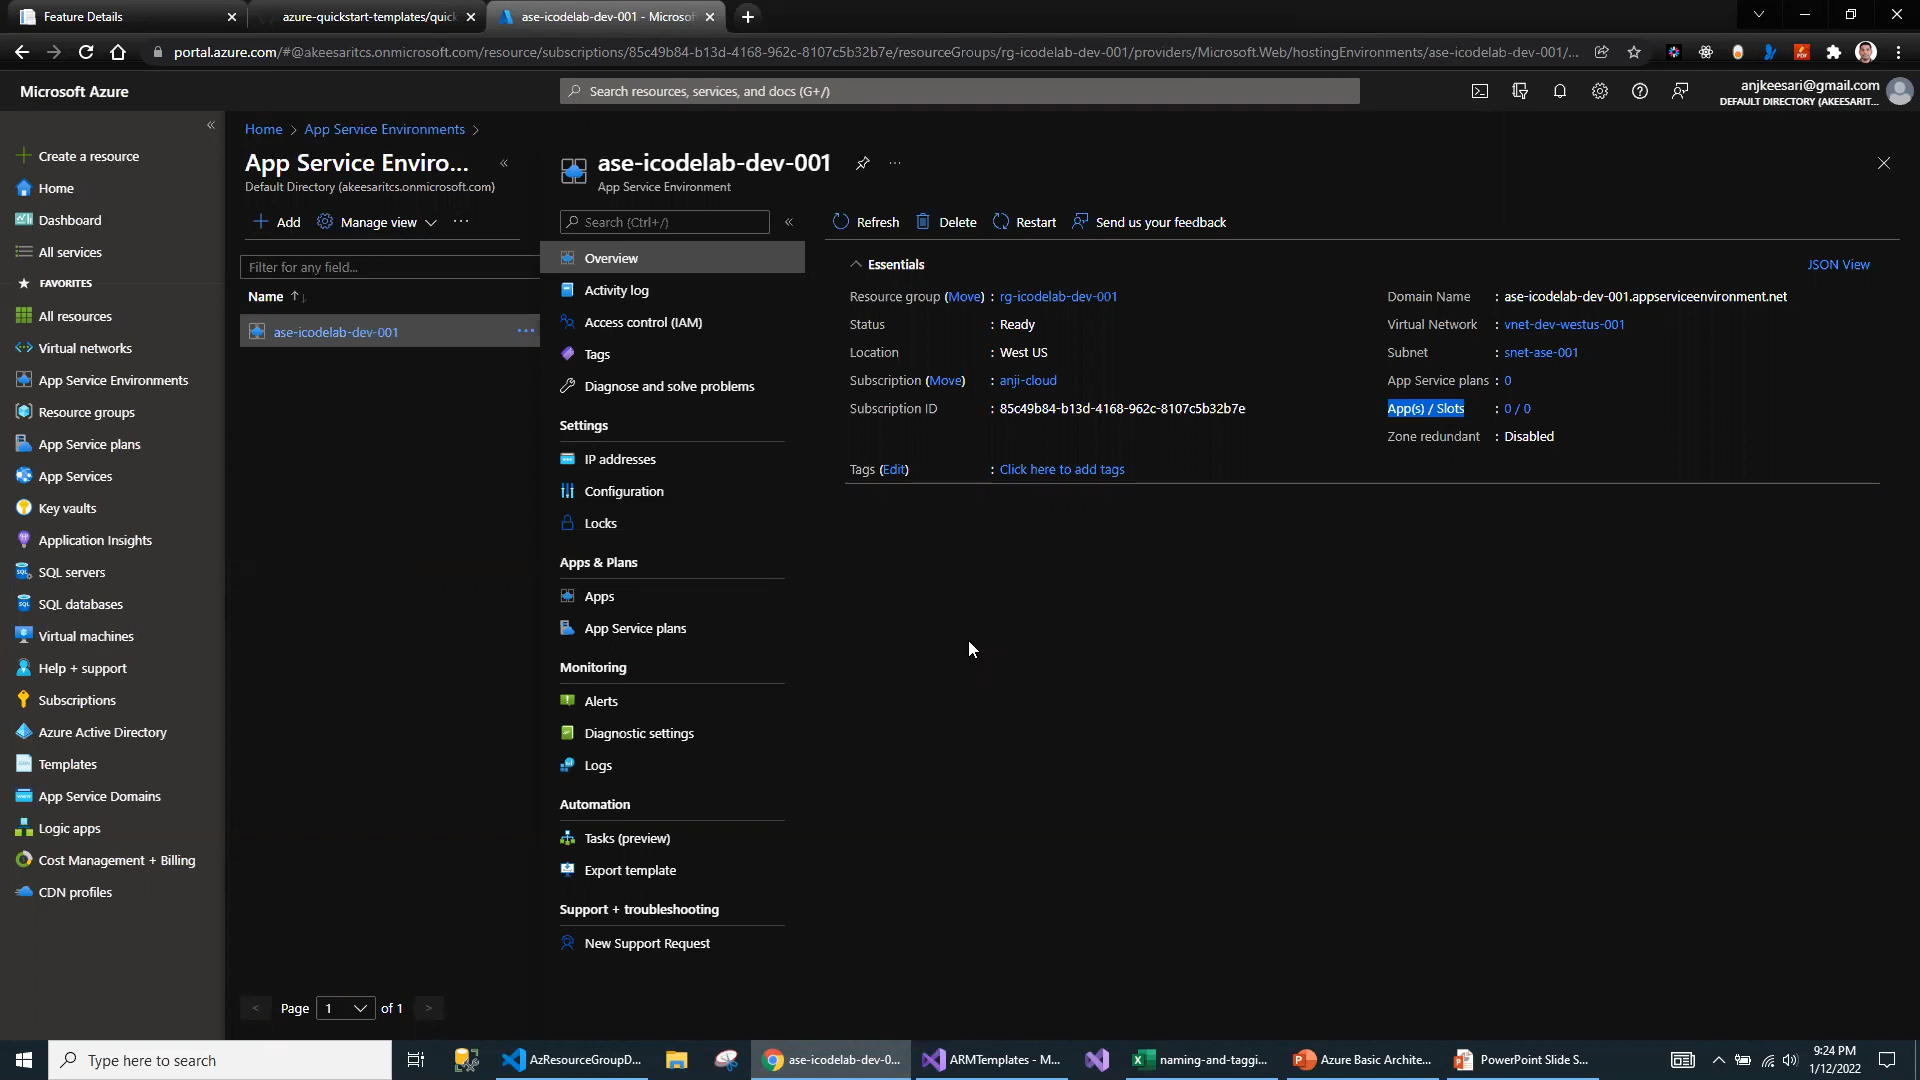 Feature Details
azure-quickstart-templates/quick
ase-icodelab-dev-001 - Microsof
portal.azure.com/#@akeesaritcs.onmicrosoft.com/resource/subscriptions/85c49b84-b13d-4168-962c-8107c5b32b7e/resourceGroups/rg-icodelab-dev-001/providers/Microsoft.Web/hostingEnvironments/ase-icodelab-dev-001/...
Microsoft Azure
Search resources, services, and docs (G+/)
anjkeesari@gmail.com
DEFAULT DIRECTORY (AKEESARIT...
Create a resource
Home
Dashboard
All services
FAVORITES
All resources
Virtual networks
App Service Environments
Resource groups
App Service plans
App Services
Key vaults
Application Insights
SQL servers
SQL databases
Virtual machines
Help + support
Subscriptions
Azure Active Directory
Templates
App Service Domains
Logic apps
Cost Management + Billing
CDN profiles
Home > App Service Environments >
App Service Enviro...
Default Directory (akeesaritcs.onmicrosoft.com)
Add
Manage view
Filter for any field...
Name
ase-icodelab-dev-001
< Page 1 of 1 >
ase-icodelab-dev-001
App Service Environment
Search (Ctrl+/)
Overview
Activity log
Access control (IAM)
Tags
Diagnose and solve problems
Settings
IP addresses
Configuration
Locks
Apps & Plans
Apps
App Service plans
Monitoring
Alerts
Diagnostic settings
Logs
Automation
Tasks (preview)
Export template
Support + troubleshooting
New Support Request
Refresh
Delete
Restart
Send us your feedback
Essentials
JSON View
Resource group (Move) : rg-icodelab-dev-001
Status : Ready
Location : West US
Subscription (Move) : anji-cloud
Subscription ID : 85c49b84-b13d-4168-962c-8107c5b32b7e
Domain Name : ase-icodelab-dev-001.appserviceenvironment.net
Virtual Network : vnet-dev-westus-001
Subnet : snet-ase-001
App Service plans : 0
App(s) / Slots : 0 / 0
Zone redundant : Disabled
Tags (Edit) : Click here to add tags
Type here to search
AzResourceGroupD...
ase-icodelab-dev-0...
ARMTemplates - M...
naming-and-taggi...
Azure Basic Archite...
PowerPoint Slide S...
9:24 PM
1/12/2022